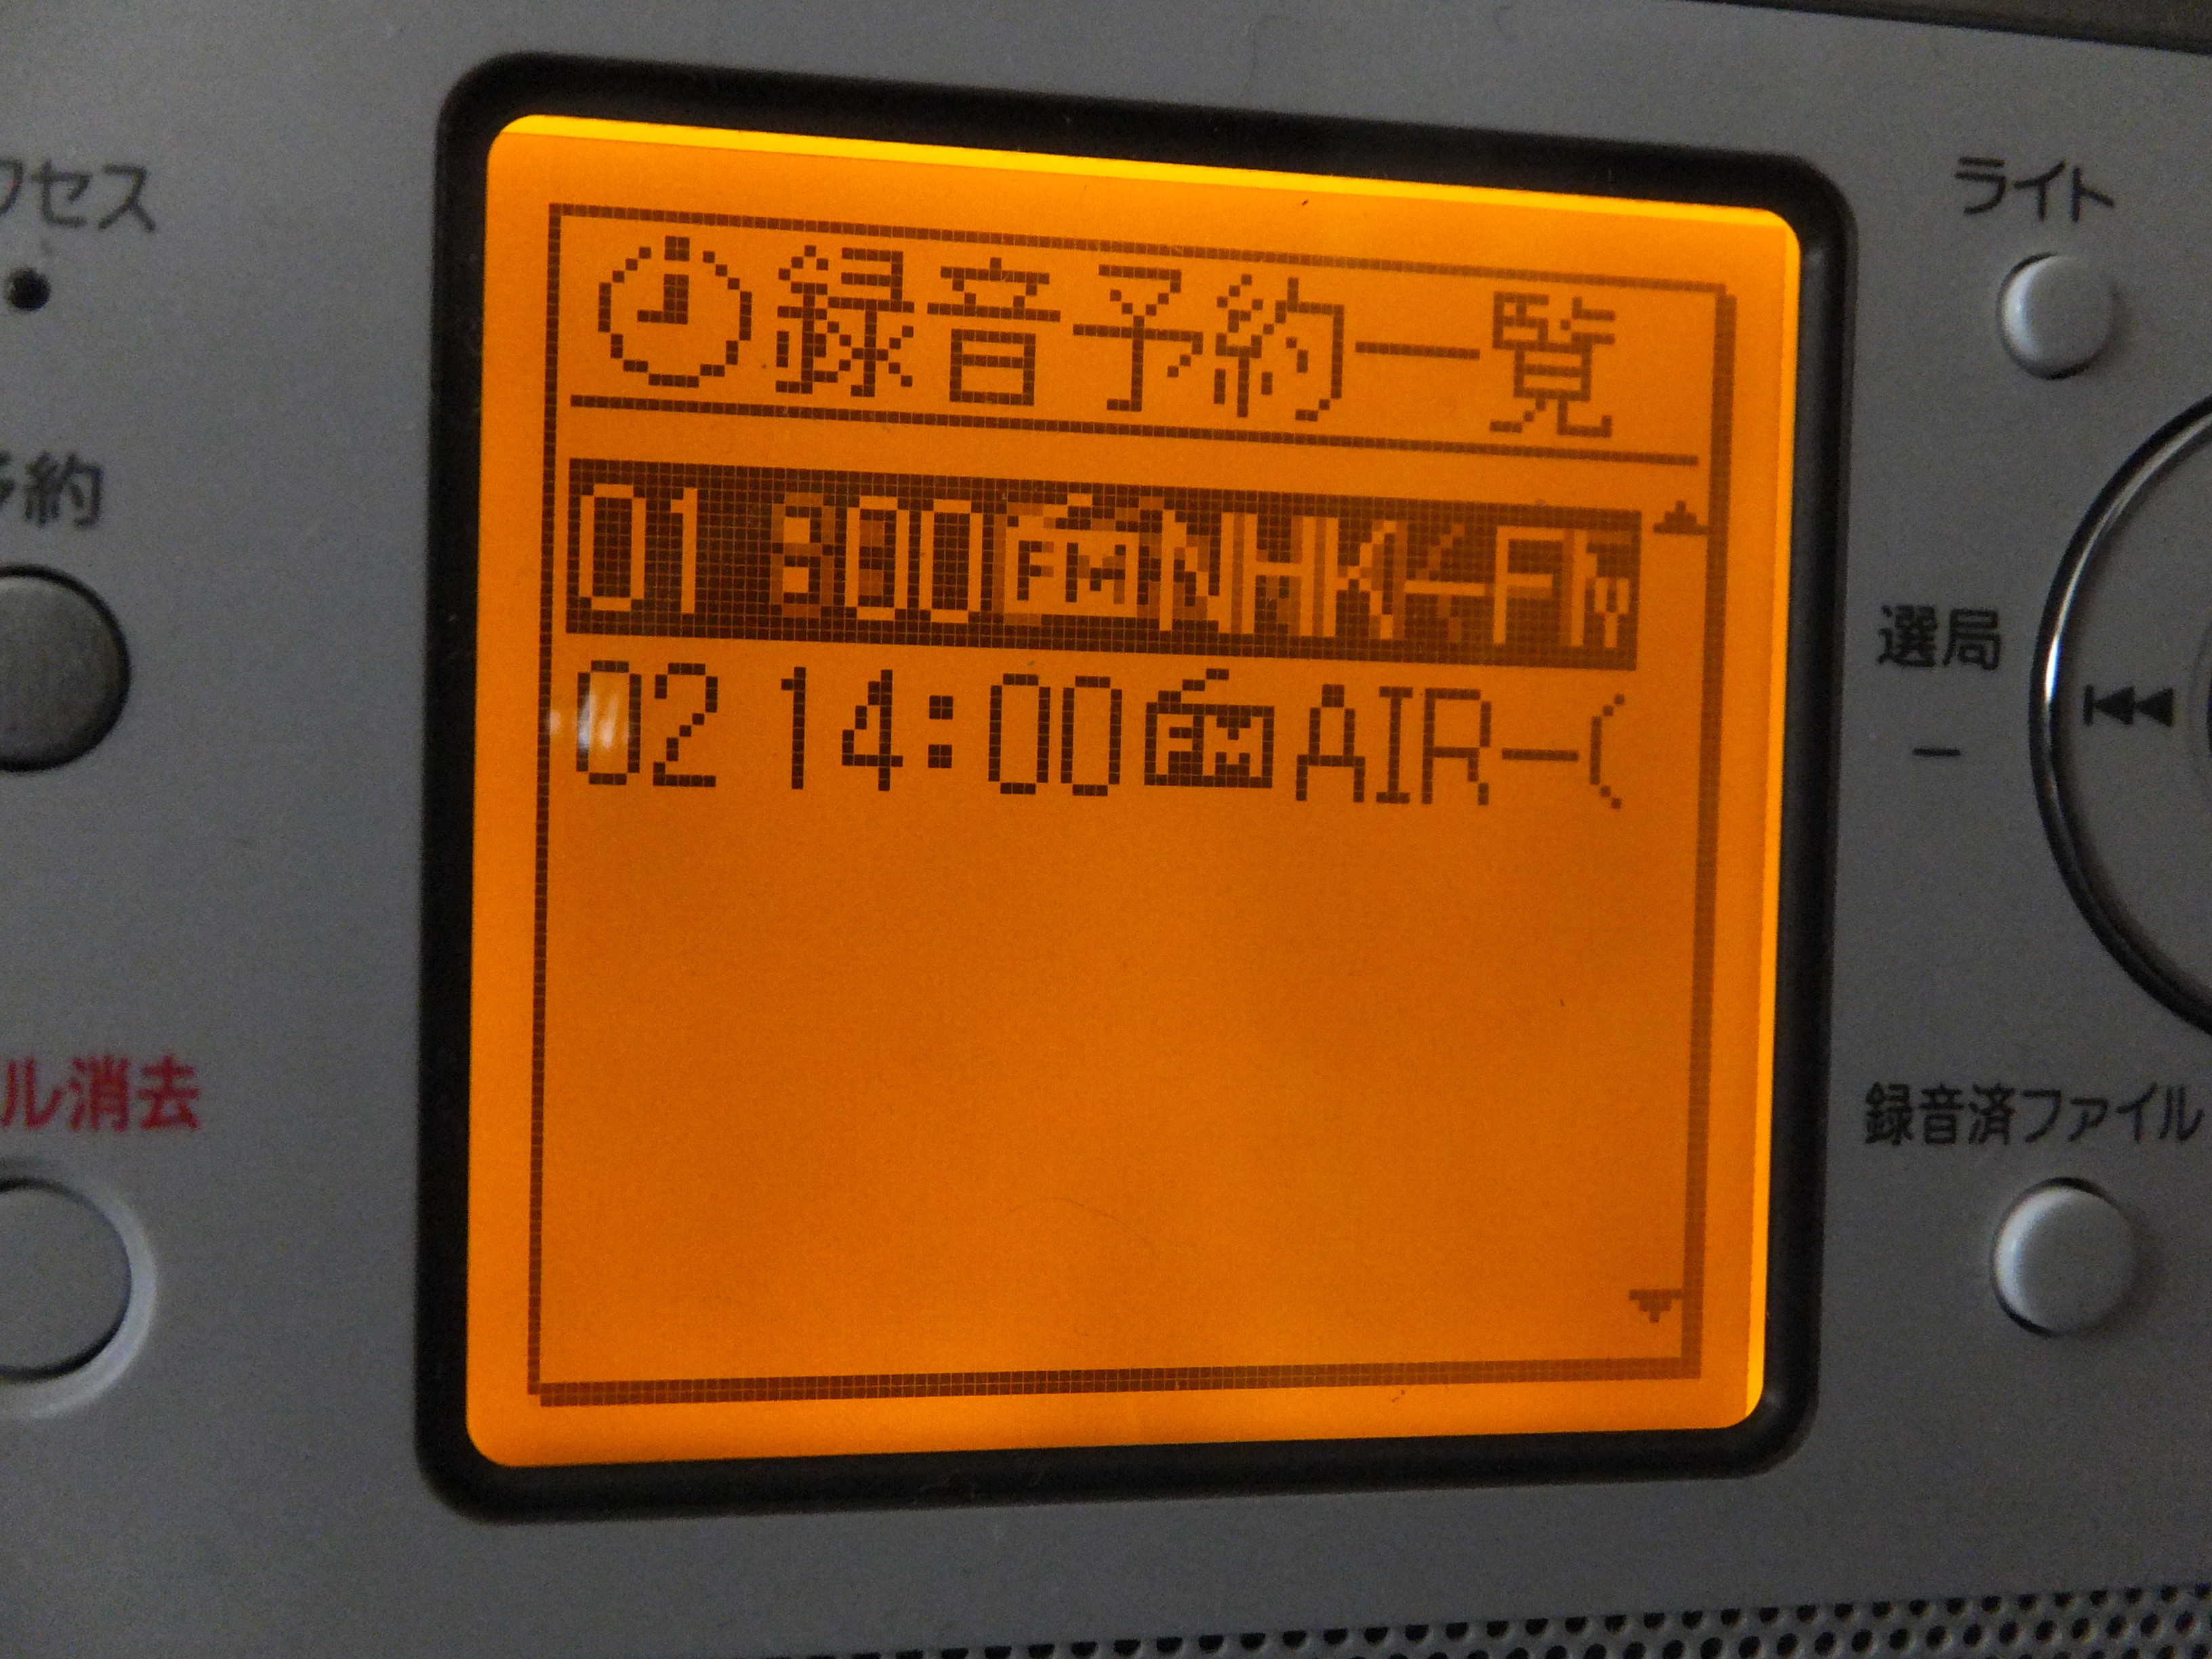 クセス
ライト
予約
録音予約一覧
01 8:00 FM NHK-FM
02 14:00 FM AIR-(
選局
−
ル消去
録音済ファイル